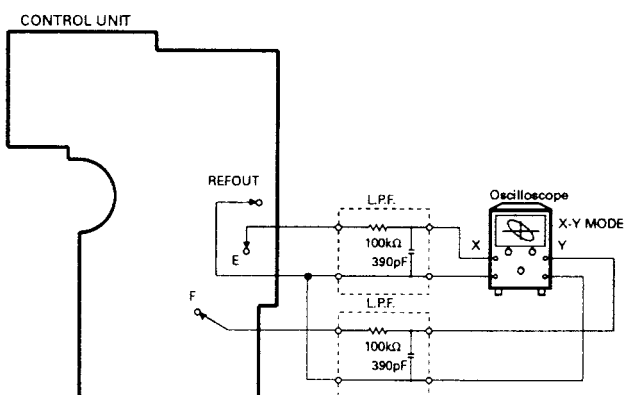 CONTROL UNIT
REFOUT
L.P.F.
Oscilloscope
X-Y MODE
X
Y
100kΩ
390pF
E
F
L.P.F.
100kΩ
390pF